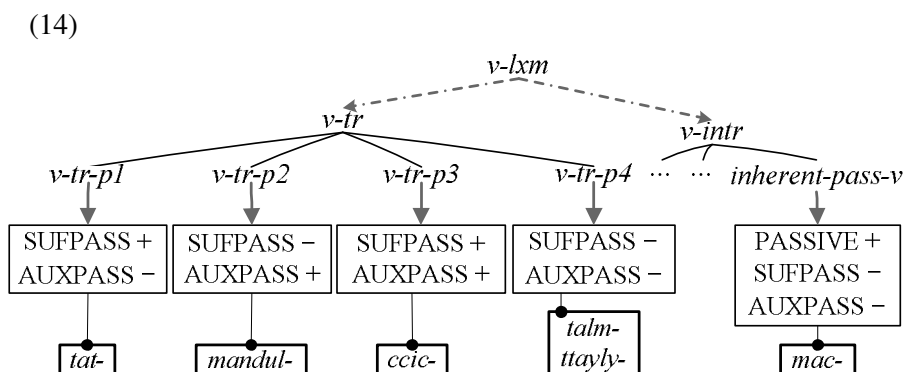 (14)
v-lxm
v-tr v-intr
v-tr-p1 v-tr-p2 v-tr-p3 v-tr-p4 ... ... inherent-pass-v
SUFPASS + SUFPASS − SUFPASS + SUFPASS − PASSIVE +
AUXPASS − AUXPASS + AUXPASS + AUXPASS − SUFPASS −
AUXPASS −
talm-
ttayly-
tat- mandul- ccic- mac-